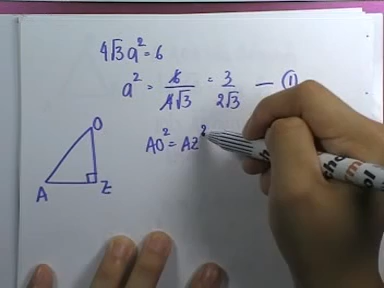 4√3 a² = 6
a² = 6/4√3 = 3/2√3 — ①
O
AO² = AZ²
A
Z